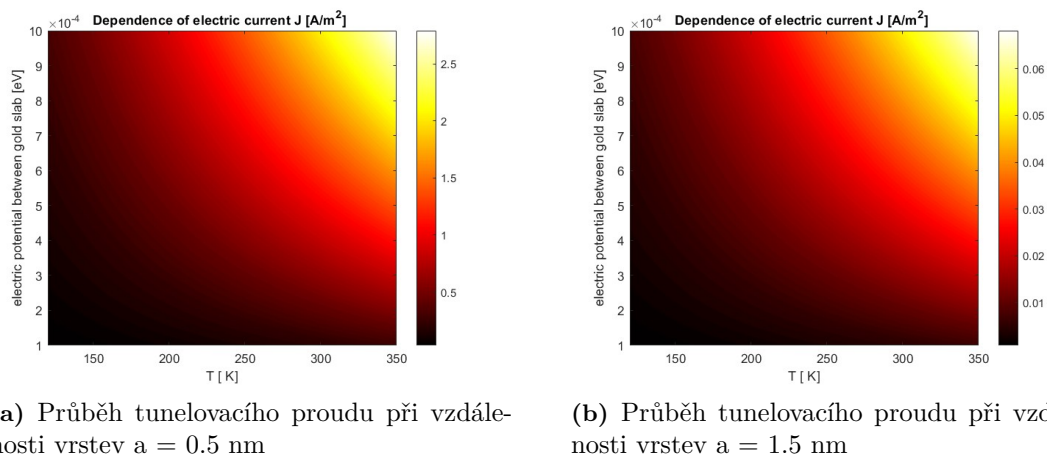 ×10⁻⁴ Dependence of electric current J [A/m²]
electric potential between gold slab [eV]
10
9
8
7
6
5
4
3
2
1
150 200 250 300 350
T [ K]
2.5
2
1.5
1
0.5
×10⁻⁴ Dependence of electric current J [A/m²]
electric potential between gold slab [eV]
10
9
8
7
6
5
4
3
2
1
150 200 250 300 350
T [ K]
0.06
0.05
0.04
0.03
0.02
0.01
a) Průběh tunelovacího proudu při vzdále-
nosti vrstev a = 0.5 nm
(b) Průběh tunelovacího proudu při vzd
nosti vrstev a = 1.5 nm